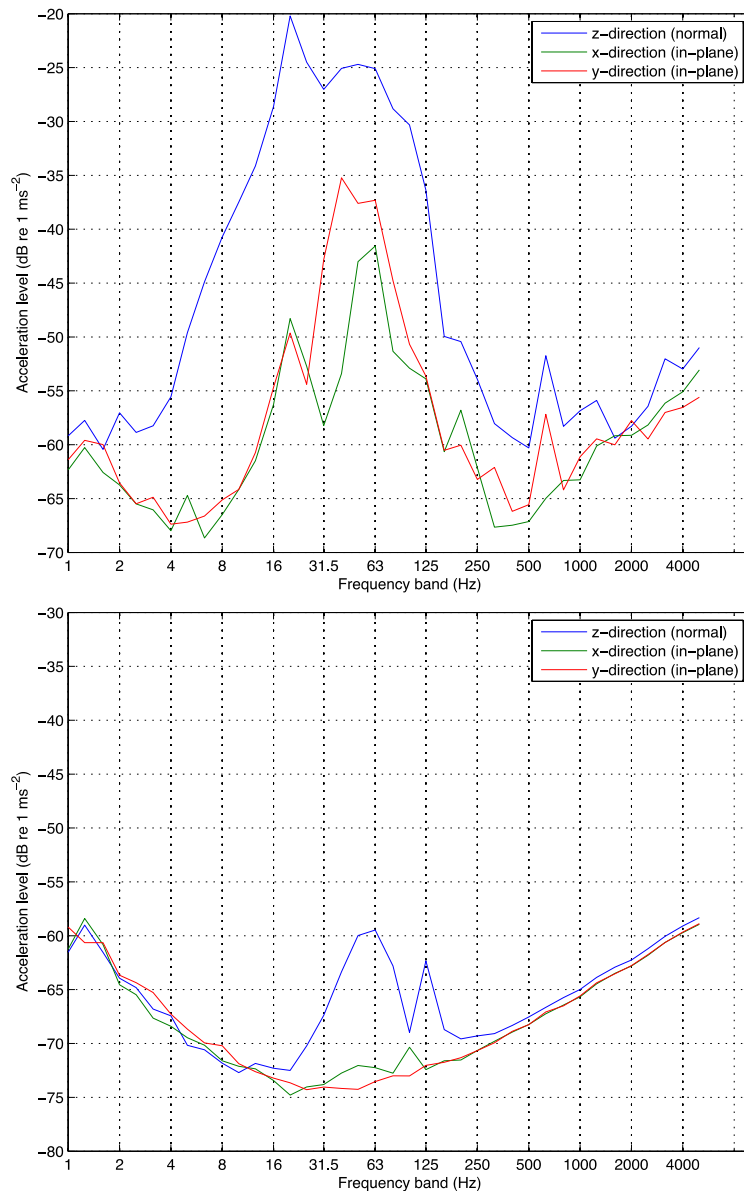 −20
−25
−30
−35
−40
−45
−50
−55
−60
−65
−70
Acceleration level (dB re 1 ms⁻²)
z−direction (normal)
x−direction (in−plane)
y−direction (in−plane)
1 2 4 8 16 31.5 63 125 250 500 1000 2000 4000
Frequency band (Hz)
−30
−35
−40
−45
−50
−55
−60
−65
−70
−75
−80
Acceleration level (dB re 1 ms⁻²)
z−direction (normal)
x−direction (in−plane)
y−direction (in−plane)
1 2 4 8 16 31.5 63 125 250 500 1000 2000 4000
Frequency band (Hz)